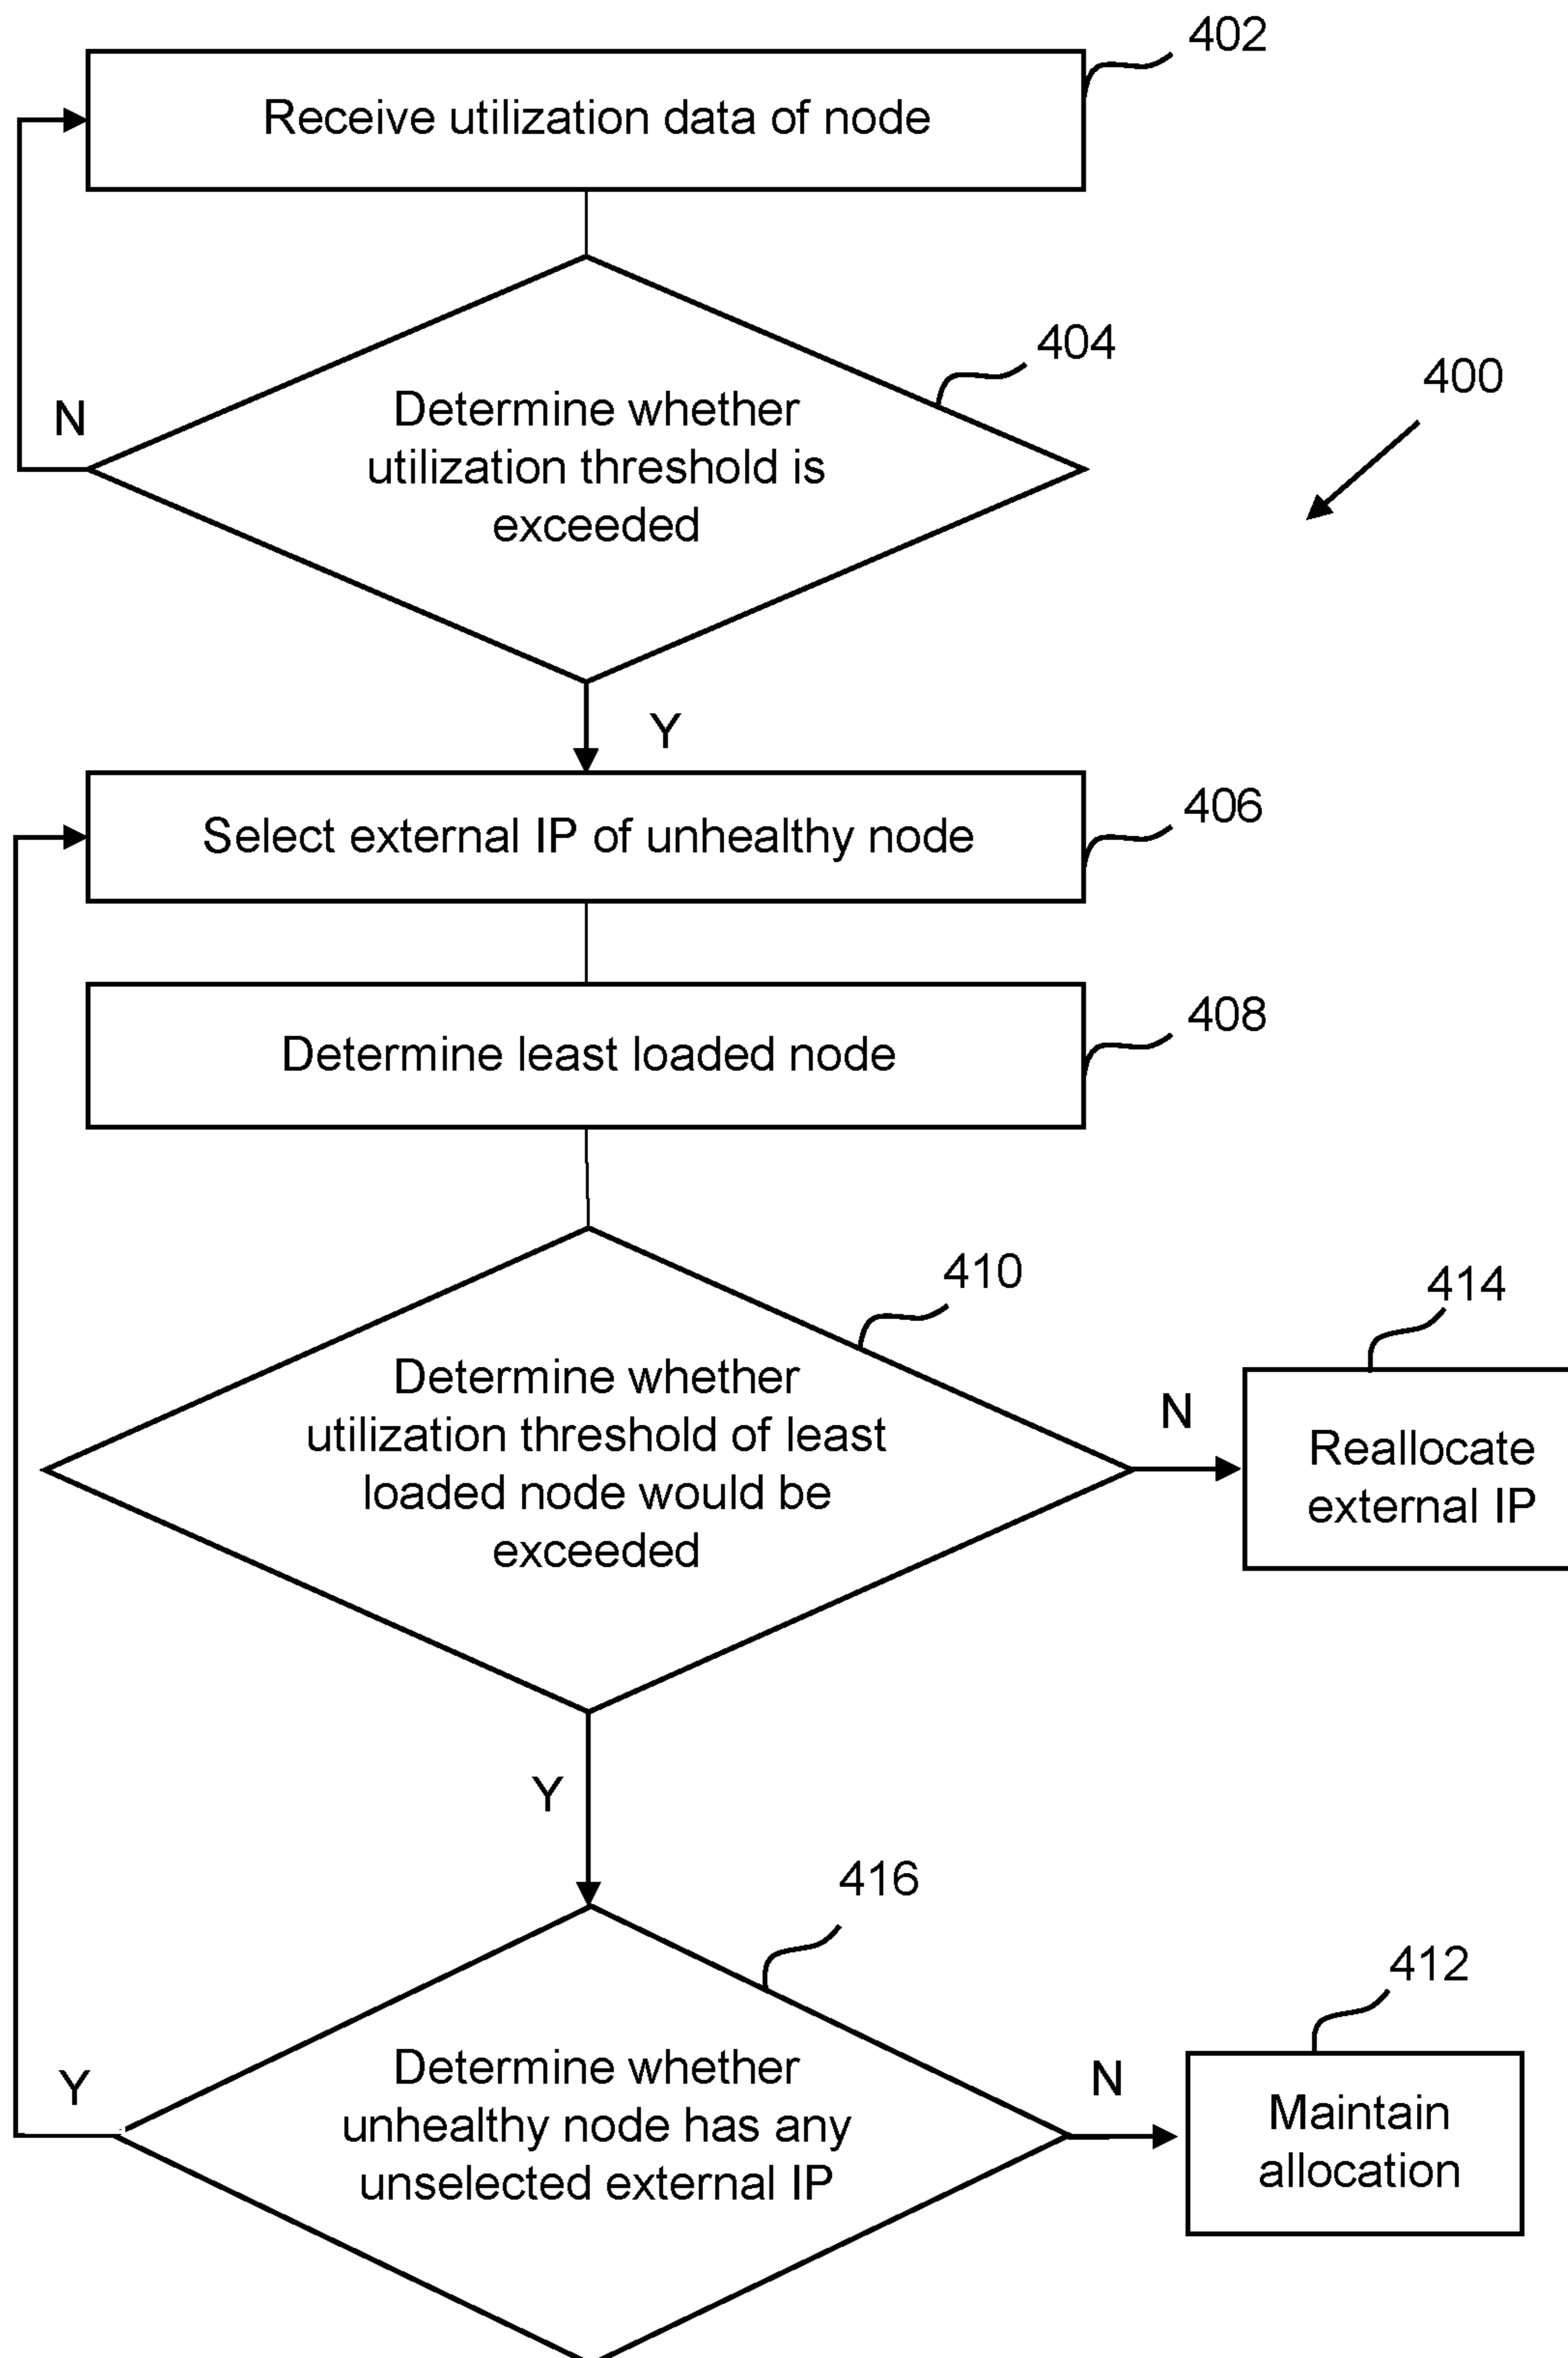 402
Receive utilization data of node
404
400
N
Determine whether
utilization threshold is
exceeded
Y
406
Select external IP of unhealthy node
408
Determine least loaded node
410
414
Determine whether
utilization threshold of least
loaded node would be
exceeded
N
Reallocate
external IP
Y
416
412
Y
Determine whether
unhealthy node has any
unselected external IP
N
Maintain
allocation